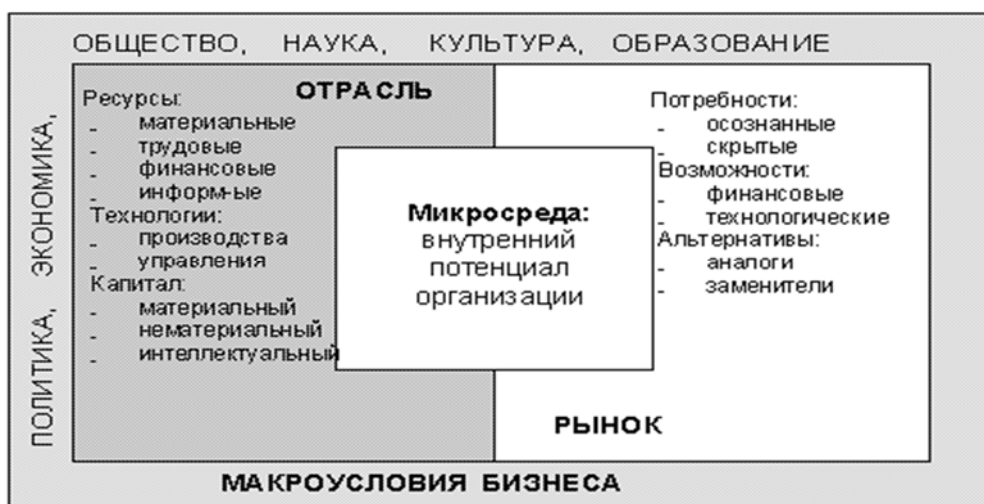 ОБЩЕСТВО, НАУКА, КУЛЬТУРА, ОБРАЗОВАНИЕ
ПОЛИТИКА, ЭКОНОМИКА,
ОТРАСЛЬ
Ресурсы:
- материальные
- трудовые
- финансовые
- информ-ые
Технологии:
- производства
- управления
Капитал:
- материальный
- нематериальный
- интеллектуальный
Микросреда:
внутренний
потенциал
организации
Потребности:
- осознанные
- скрытые
Возможности:
- финансовые
- технологические
Альтернативы:
- аналоги
- заменители
РЫНОК
МАКРОУСЛОВИЯ БИЗНЕСА